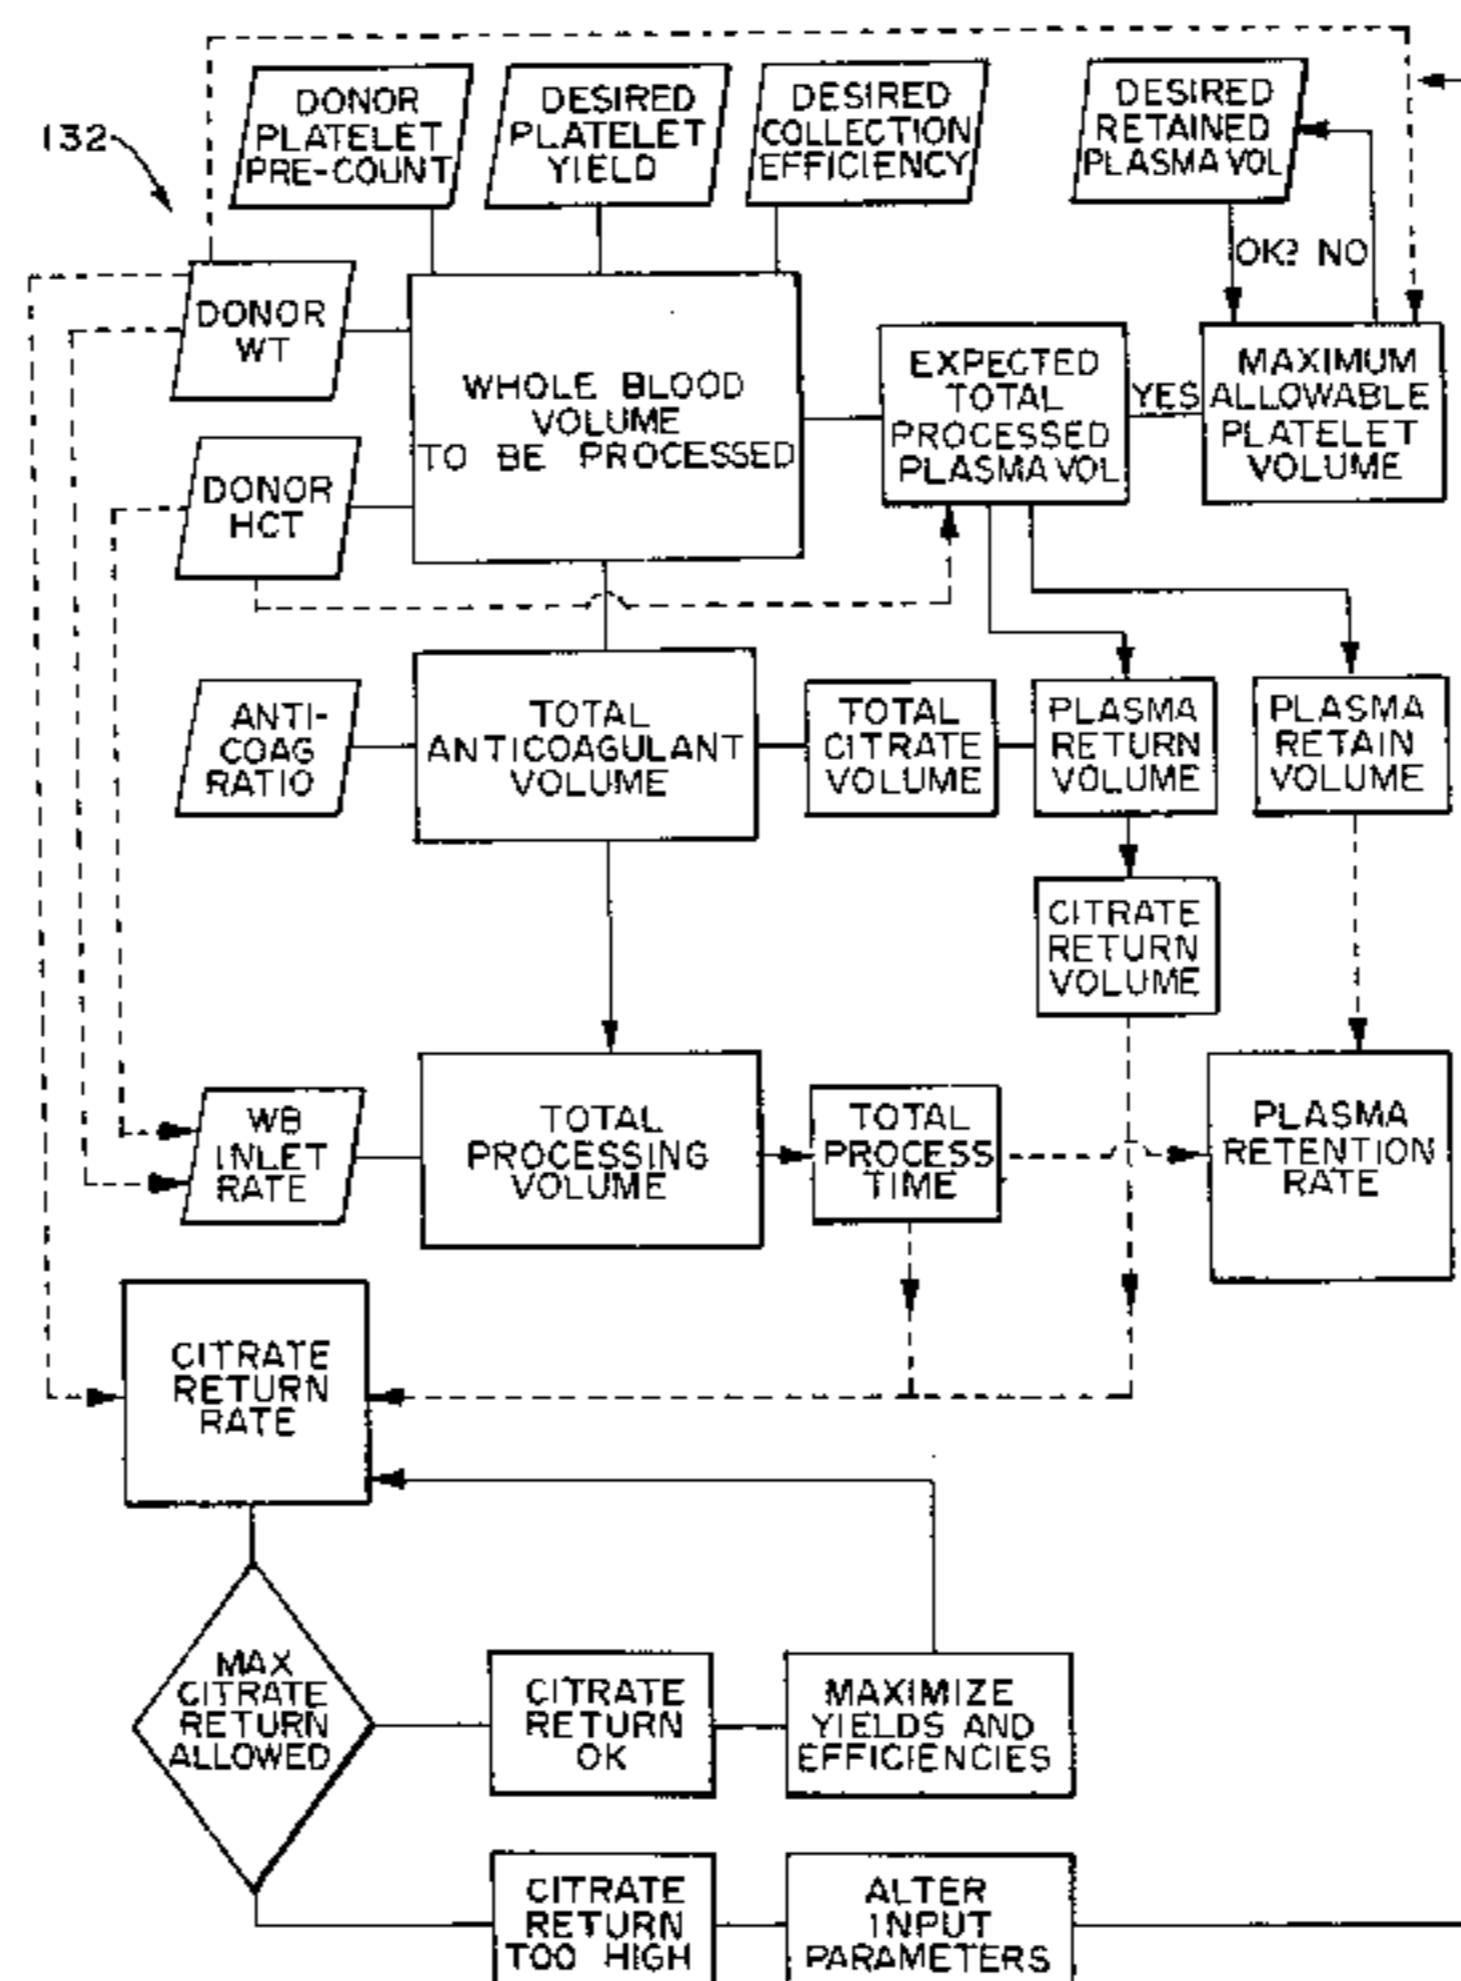 132
DONOR
PLATELET
PRE-COUNT
DESIRED
PLATELET
YIELD
DESIRED
COLLECTION
EFFICIENCY
DESIRED
RETAINED
PLASMA VOL
OK? NO
DONOR
WT
WHOLE BLOOD
VOLUME
TO BE PROCESSED
EXPECTED
TOTAL
PROCESSED
PLASMA VOL
YES
MAXIMUM
ALLOWABLE
PLATELET
VOLUME
DONOR
HCT
ANTI-
COAG
RATIO
TOTAL
ANTICOAGULANT
VOLUME
TOTAL
CITRATE
VOLUME
PLASMA
RETURN
VOLUME
PLASMA
RETAIN
VOLUME
CITRATE
RETURN
VOLUME
WB
INLET
RATE
TOTAL
PROCESSING
VOLUME
TOTAL
PROCESS
TIME
PLASMA
RETENTION
RATE
CITRATE
RETURN
RATE
MAX
CITRATE
RETURN
ALLOWED
CITRATE
RETURN
OK
MAXIMIZE
YIELDS AND
EFFICIENCIES
CITRATE
RETURN
TOO HIGH
ALTER
INPUT
PARAMETERS